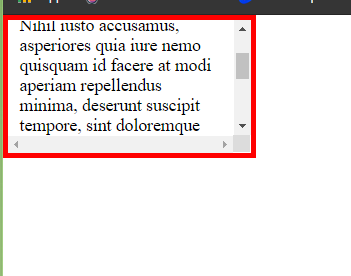 Nihil iusto accusamus,
asperiores quia iure nemo
quisquam id facere at modi
aperiam repellendus
minima, deserunt suscipit
tempore, sint doloremque